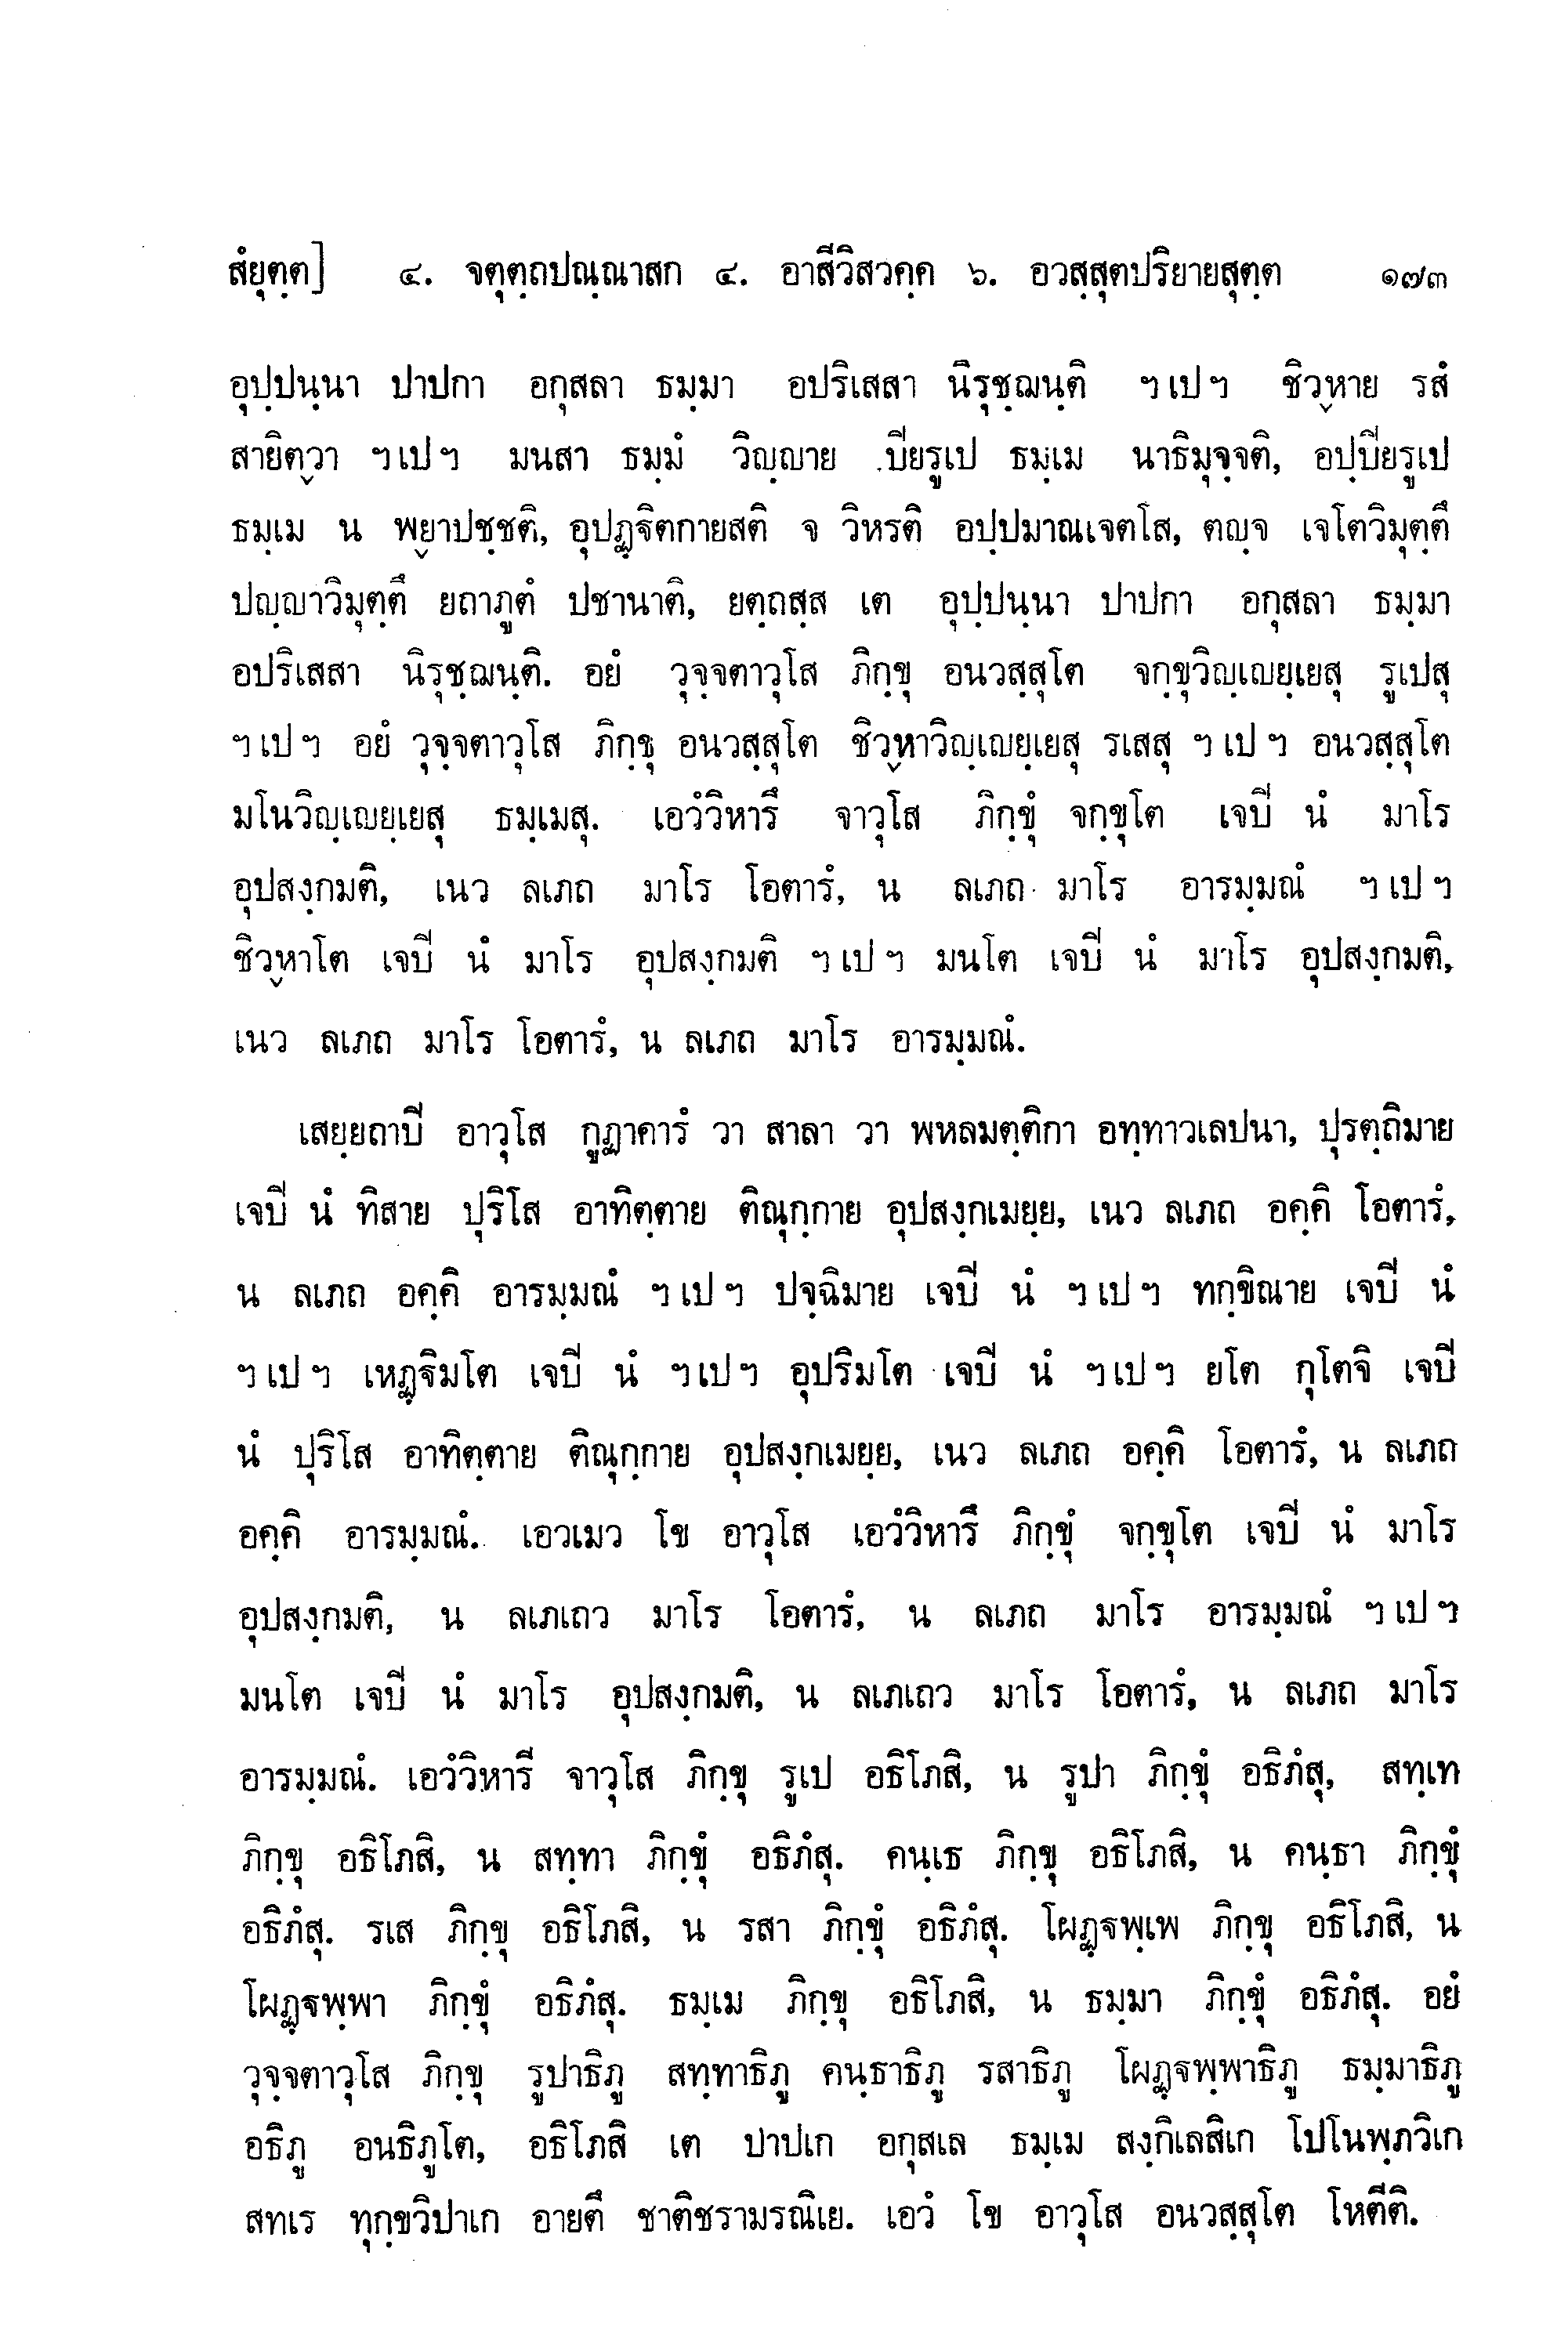 สํยุตฺต] ๔. จตุตฺถปณฺณาสก ๔. อาสีวิสวคฺค ๖. อวสฺสุตปริยายสุตฺต ๑๗๓
อุปฺปนฺนา ปาปกา อกุสลา ธมฺมา อปริเสสา นิรุชฺฌนฺติ ฯเปฯ ชิวฺหาย รสํ
สายิตฺวา ฯเปฯ มนสา ธมฺมํ วิญฺญาย ปิยรูเป ธมฺเม นาธิมุจฺจติ, อปฺปิยรูเป
ธมฺเม น พฺยาปชฺชติ, อุปฏฺฐิตกายสติ จ วิหรติ อปฺปมาณเจตโส, ตญฺจ เจโตวิมุตฺตึ
ปญฺญาวิมุตฺตึ ยถาภูตํ ปชานาติ, ยตฺถสฺส เต อุปฺปนฺนา ปาปกา อกุสลา ธมฺมา
อปริเสสา นิรุชฺฌนฺติ. อยํ วุจฺจตาวุโส ภิกฺขุ อนวสฺสุโต จกฺขุวิญฺเญยฺเยสุ รูเปสุ
ฯเปฯ อยํ วุจฺจตาวุโส ภิกฺขุ อนวสฺสุโต ชิวฺหาวิญฺเญยฺเยสุ รเสสุ ฯเปฯ อนวสฺสุโต
มโนวิญฺเญยฺเยสุ ธมฺเมสุ. เอวํวิหารึ จาวุโส ภิกฺขุํ จกฺขุโต เจปี นํ มาโร
อุปสงฺกมติ, เนว ลเภถ มาโร โอตารํ, น ลเภถ มาโร อารมฺมณํ ฯเปฯ
ชิวฺหาโต เจปี นํ มาโร อุปสงฺกมติ ฯเปฯ มนโต เจปี นํ มาโร อุปสงฺกมติ,
เนว ลเภถ มาโร โอตารํ, น ลเภถ มาโร อารมฺมณํ.
เสยฺยถาปี อาวุโส กูฏาคารํ วา สาลา วา พหลมตฺติกา อทฺทาวเลปนา, ปุรตฺถิมาย
เจปี นํ ทิสาย ปุริโส อาทิตฺตาย ติณุกฺกาย อุปสงฺกเมยฺย, เนว ลเภถ อคฺคิ โอตารํ,
น ลเภถ อคฺคิ อารมฺมณํ ฯเปฯ ปจฺฉิมาย เจปี นํ ฯเปฯ ทกฺขิณาย เจปี นํ
ฯเปฯ เหฏฺฐิมโต เจปี นํ ฯเปฯ อุปริมโต เจปี นํ ฯเปฯ ยโต กุโตจิ เจปี
นํ ปุริโส อาทิตฺตาย ติณุกฺกาย อุปสงฺกเมยฺย, เนว ลเภถ อคฺคิ โอตารํ, น ลเภถ
อคฺคิ อารมฺมณํ. เอวเมว โข อาวุโส เอวํวิหารึ ภิกฺขุํ จกฺขุโต เจปี นํ มาโร
อุปสงฺกมติ, น ลเภเถว มาโร โอตารํ, น ลเภถ มาโร อารมฺมณํ ฯเปฯ
มนโต เจปี นํ มาโร อุปสงฺกมติ, น ลเภเถว มาโร โอตารํ, น ลเภถ มาโร
อารมฺมณํ. เอวํวิหารี จาวุโส ภิกฺขุ รูเป อธิโภสิ, น รูปา ภิกฺขุํ อธิภํสุ, สทฺเท
ภิกฺขุ อธิโภสิ, น สทฺทา ภิกฺขุํ อธิภํสุ. คนฺเธ ภิกฺขุ อธิโภสิ, น คนฺธา ภิกฺขุํ
อธิภํสุ. รเส ภิกฺขุ อธิโภสิ, น รสา ภิกฺขุํ อธิภํสุ. โผฏฺฐพฺเพ ภิกฺขุ อธิโภสิ, น
โผฏฺฐพฺพา ภิกฺขุํ อธิภํสุ. ธมฺเม ภิกฺขุ อธิโภสิ, น ธมฺมา ภิกฺขุํ อธิภํสุ. อยํ
วุจฺจตาวุโส ภิกฺขุ รูปาธิภู สทฺทาธิภู คนฺธาธิภู รสาธิภู โผฏฺฐพฺพาธิภู ธมฺมาธิภู
อธิภู อนธิภูโต, อธิโภสิ เต ปาปเก อกุสเล ธมฺเม สงฺกิเลสิเก โปโนพฺภวิเก
สทเร ทุกฺขวิปาเก อายตึ ชาติชรามรณิเย. เอวํ โข อาวุโส อนวสฺสุโต โหตีติ.